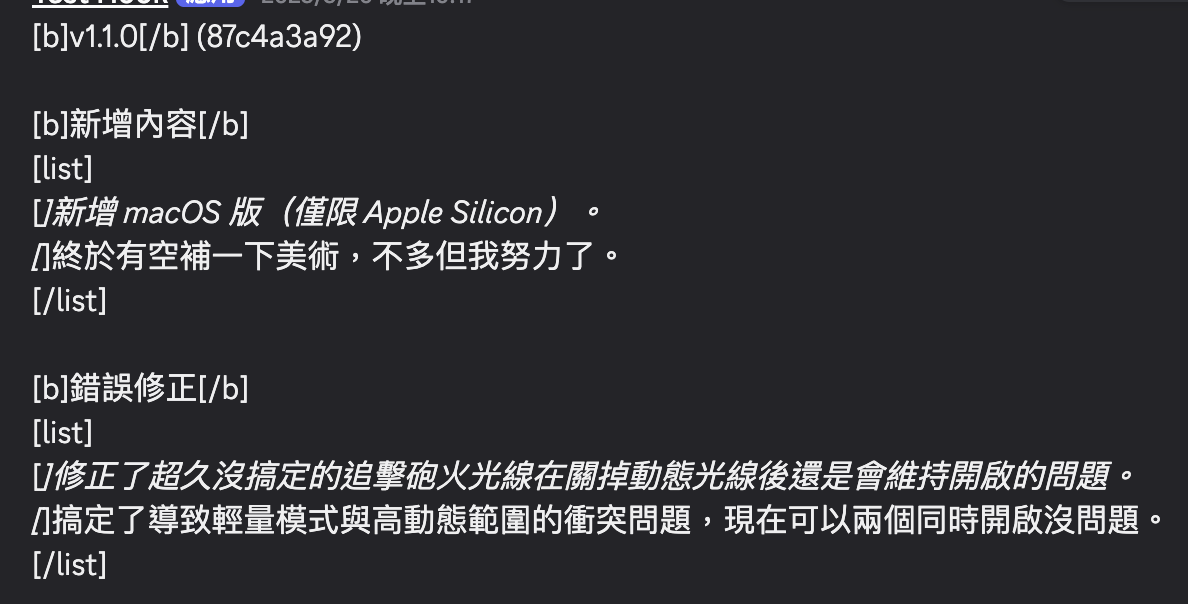 [b]v1.1.0[/b] (87c4a3a92)
[b]新增內容[/b]
[list]
[]新增 macOS 版（僅限 Apple Silicon）。
[]終於有空補一下美術，不多但我努力了。
[/list]
[b]錯誤修正[/b]
[list]
[]修正了超久沒搞定的追擊砲火光線在關掉動態光線後還是會維持開啟的問題。
[]搞定了導致輕量模式與高動態範圍的衝突問題，現在可以兩個同時開啟沒問題。
[/list]